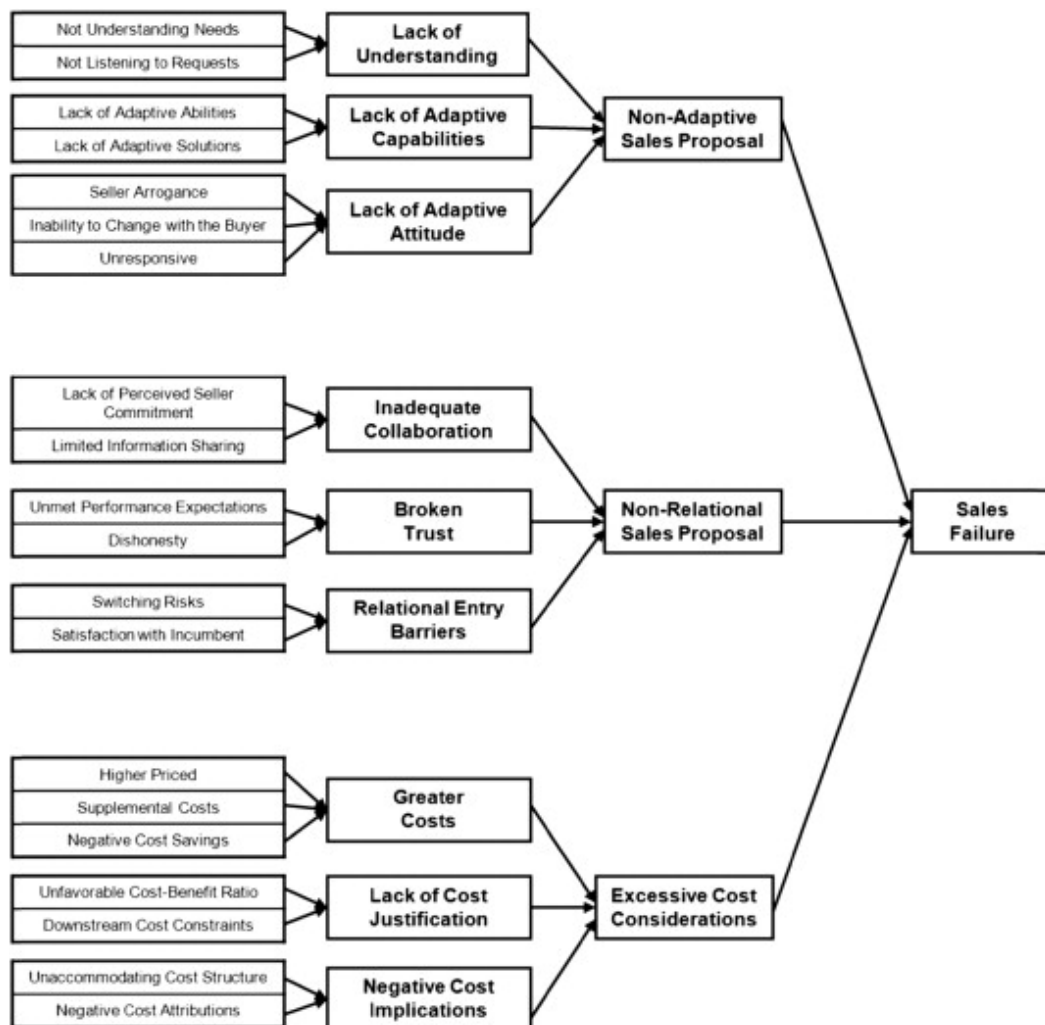 Not Understanding Needs
Not Listening to Requests
Lack of
Understanding
Lack of Adaptive Abilities
Lack of Adaptive Solutions
Lack of Adaptive
Capabilities
Seller Arrogance
Inability to Change with the Buyer
Unresponsive
Lack of Adaptive
Attitude
Non-Adaptive
Sales Proposal
Lack of Perceived Seller
Commitment
Limited Information Sharing
Inadequate
Collaboration
Unmet Performance Expectations
Dishonesty
Broken
Trust
Switching Risks
Satisfaction with Incumbent
Relational Entry
Barriers
Non-Relational
Sales Proposal
Sales
Failure
Higher Priced
Supplemental Costs
Negative Cost Savings
Greater
Costs
Unfavorable Cost-Benefit Ratio
Downstream Cost Constraints
Lack of Cost
Justification
Unaccommodating Cost Structure
Negative Cost Attributions
Negative Cost
Implications
Excessive Cost
Considerations